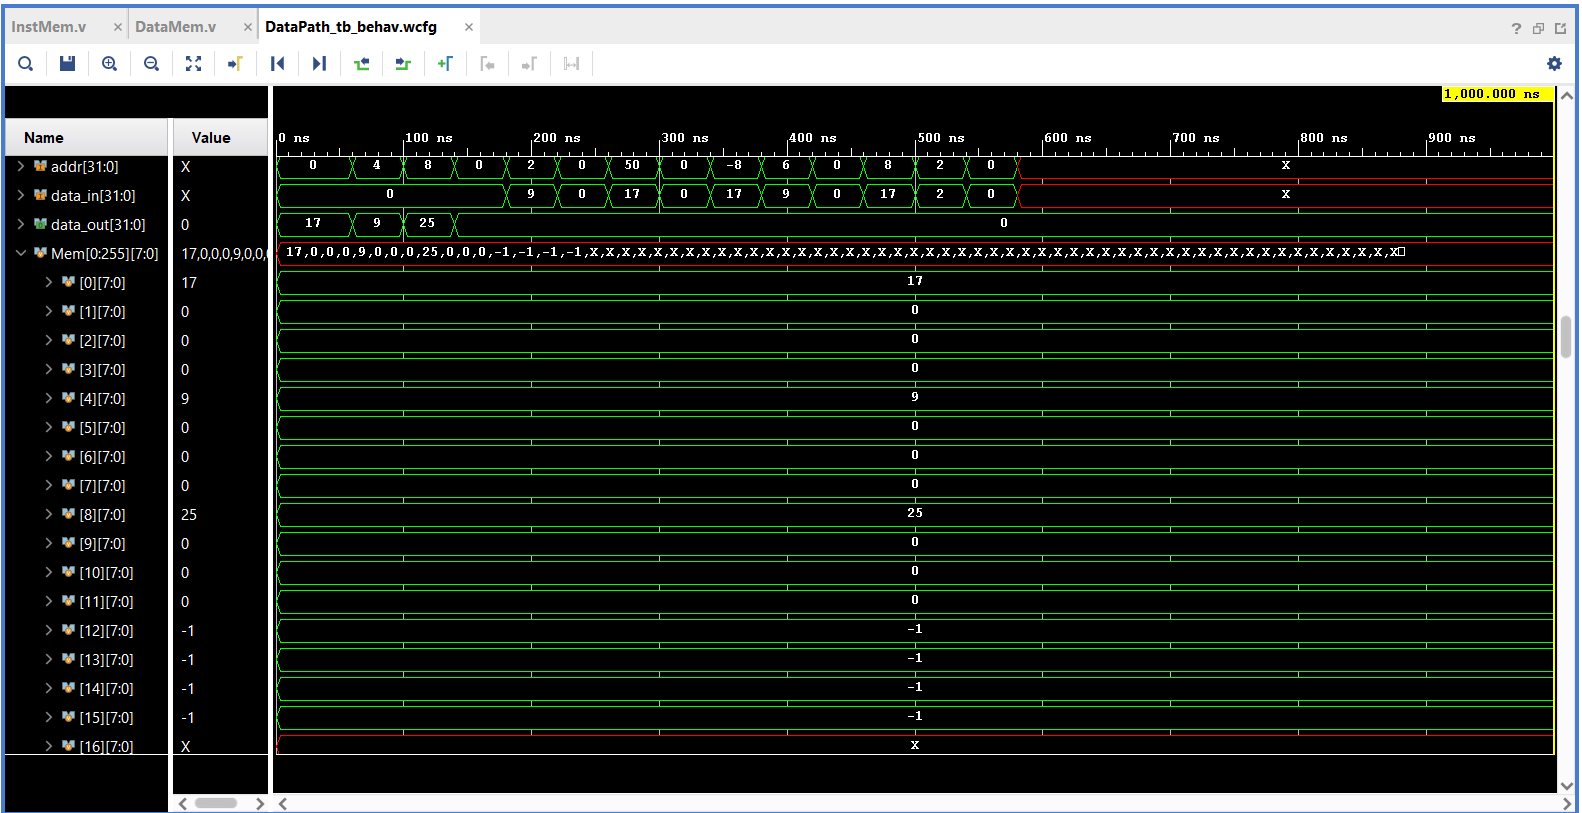 InstMem.v × DataMem.v × DataPath_tb_behav.wcfg × ?
1,000.000 ns
Name Value 0 ns 100 ns 200 ns 300 ns 400 ns 500 ns 600 ns 700 ns 800 ns 900 ns
addr[31:0] X 0 4 8 0 2 0 50 0 -8 6 0 8 2 0 X
data_in[31:0] X 0 9 0 17 0 17 9 0 17 2 0 X
data_out[31:0] 0 17 9 25 0
Mem[0:255][7:0] 17,0,0,0,9,0,0,0 17,0,0,0,9,0,0,0,25,0,0,0,-1,-1,-1,-1,X,X,X,X,X,X,X,X,X,X,X,X,X,X,X,X,X,X,X,X,X,X,X,X,X,X,X,X,X,X,X,X,X,X
[0][7:0] 17 17
[1][7:0] 0 0
[2][7:0] 0 0
[3][7:0] 0 0
[4][7:0] 9 9
[5][7:0] 0 0
[6][7:0] 0 0
[7][7:0] 0 0
[8][7:0] 25 25
[9][7:0] 0 0
[10][7:0] 0 0
[11][7:0] 0 0
[12][7:0] -1 -1
[13][7:0] -1 -1
[14][7:0] -1 -1
[15][7:0] -1 -1
[16][7:0] X X